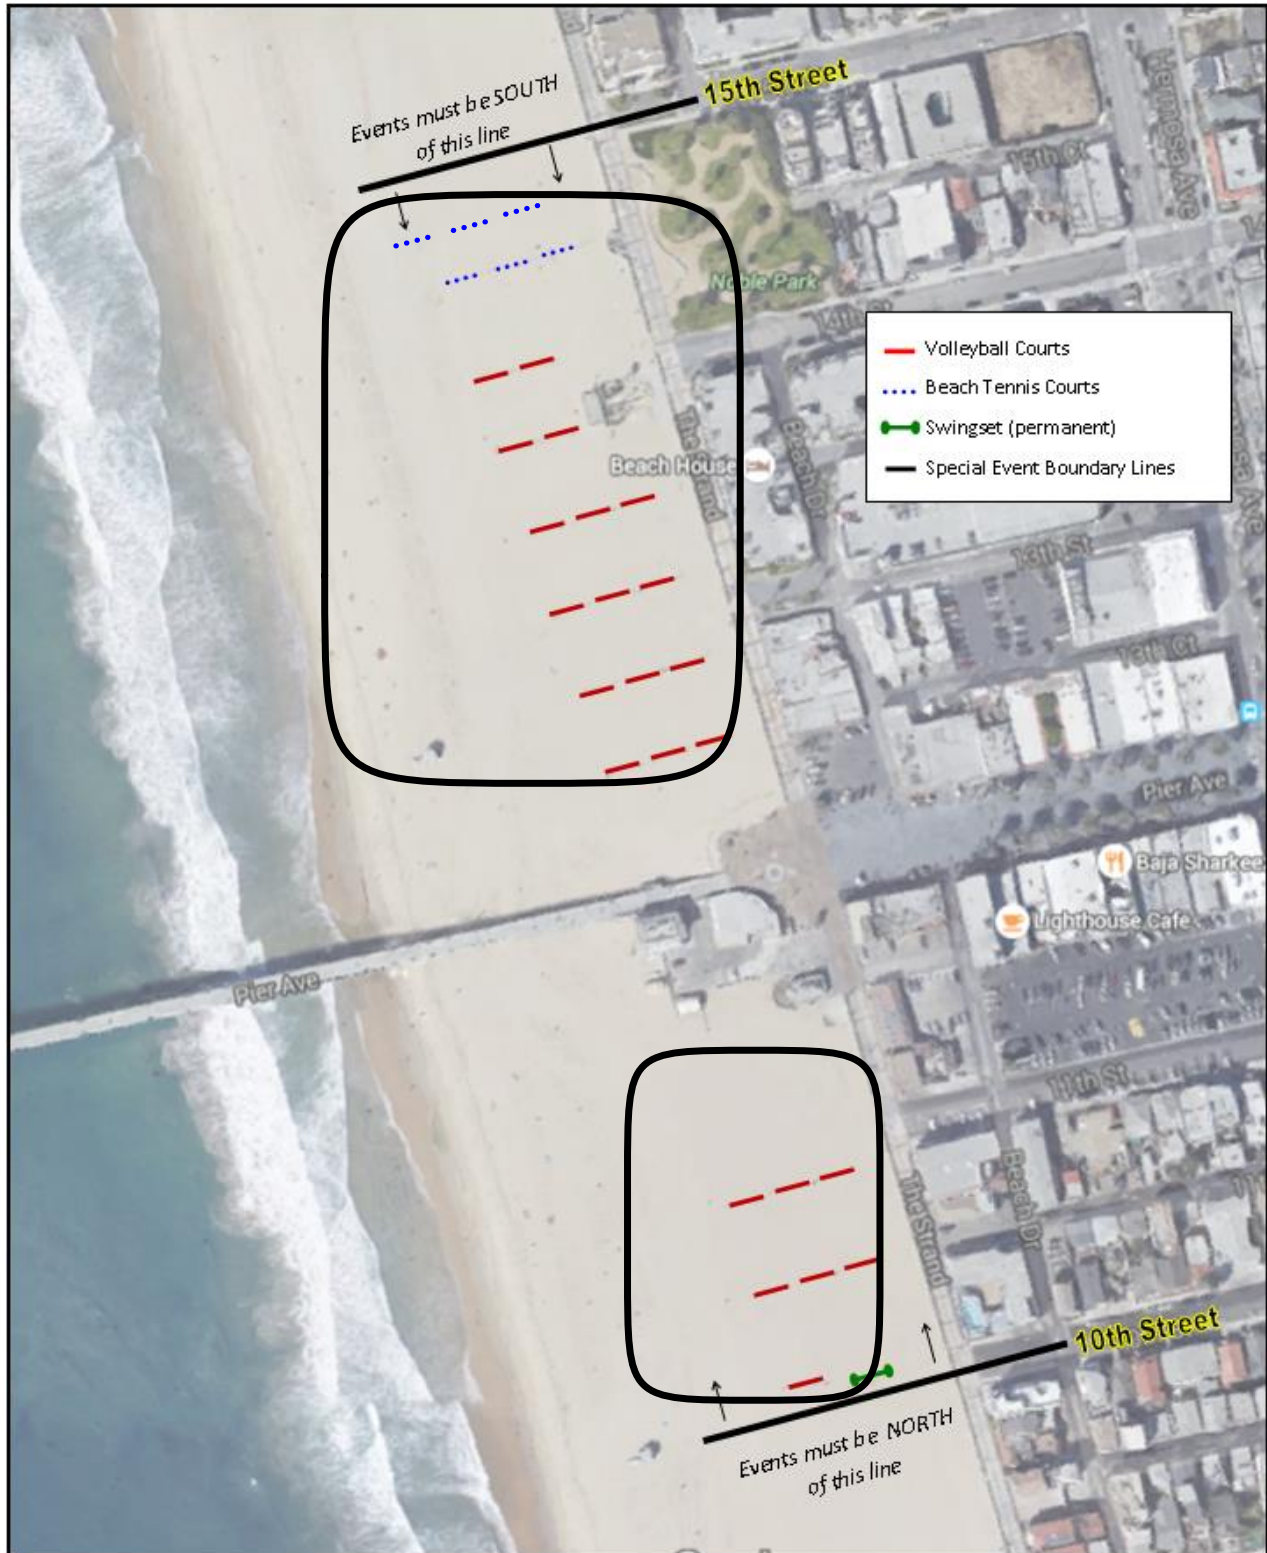 15th Street
Events must be SOUTH
of this line
15th Ct
Hermosa Ave
Noble Park
14th St
Volleyball Courts
Beach Tennis Courts
Swingset (permanent)
Special Event Boundary Lines
The Strand
Beach House
Beach Dr
13th St
13th Ct
Pier Ave
Baja Sharkee
Lighthouse Cafe
Pier Ave
11th St
Beach Dr
The Strand
10th Street
Events must be NORTH
of this line